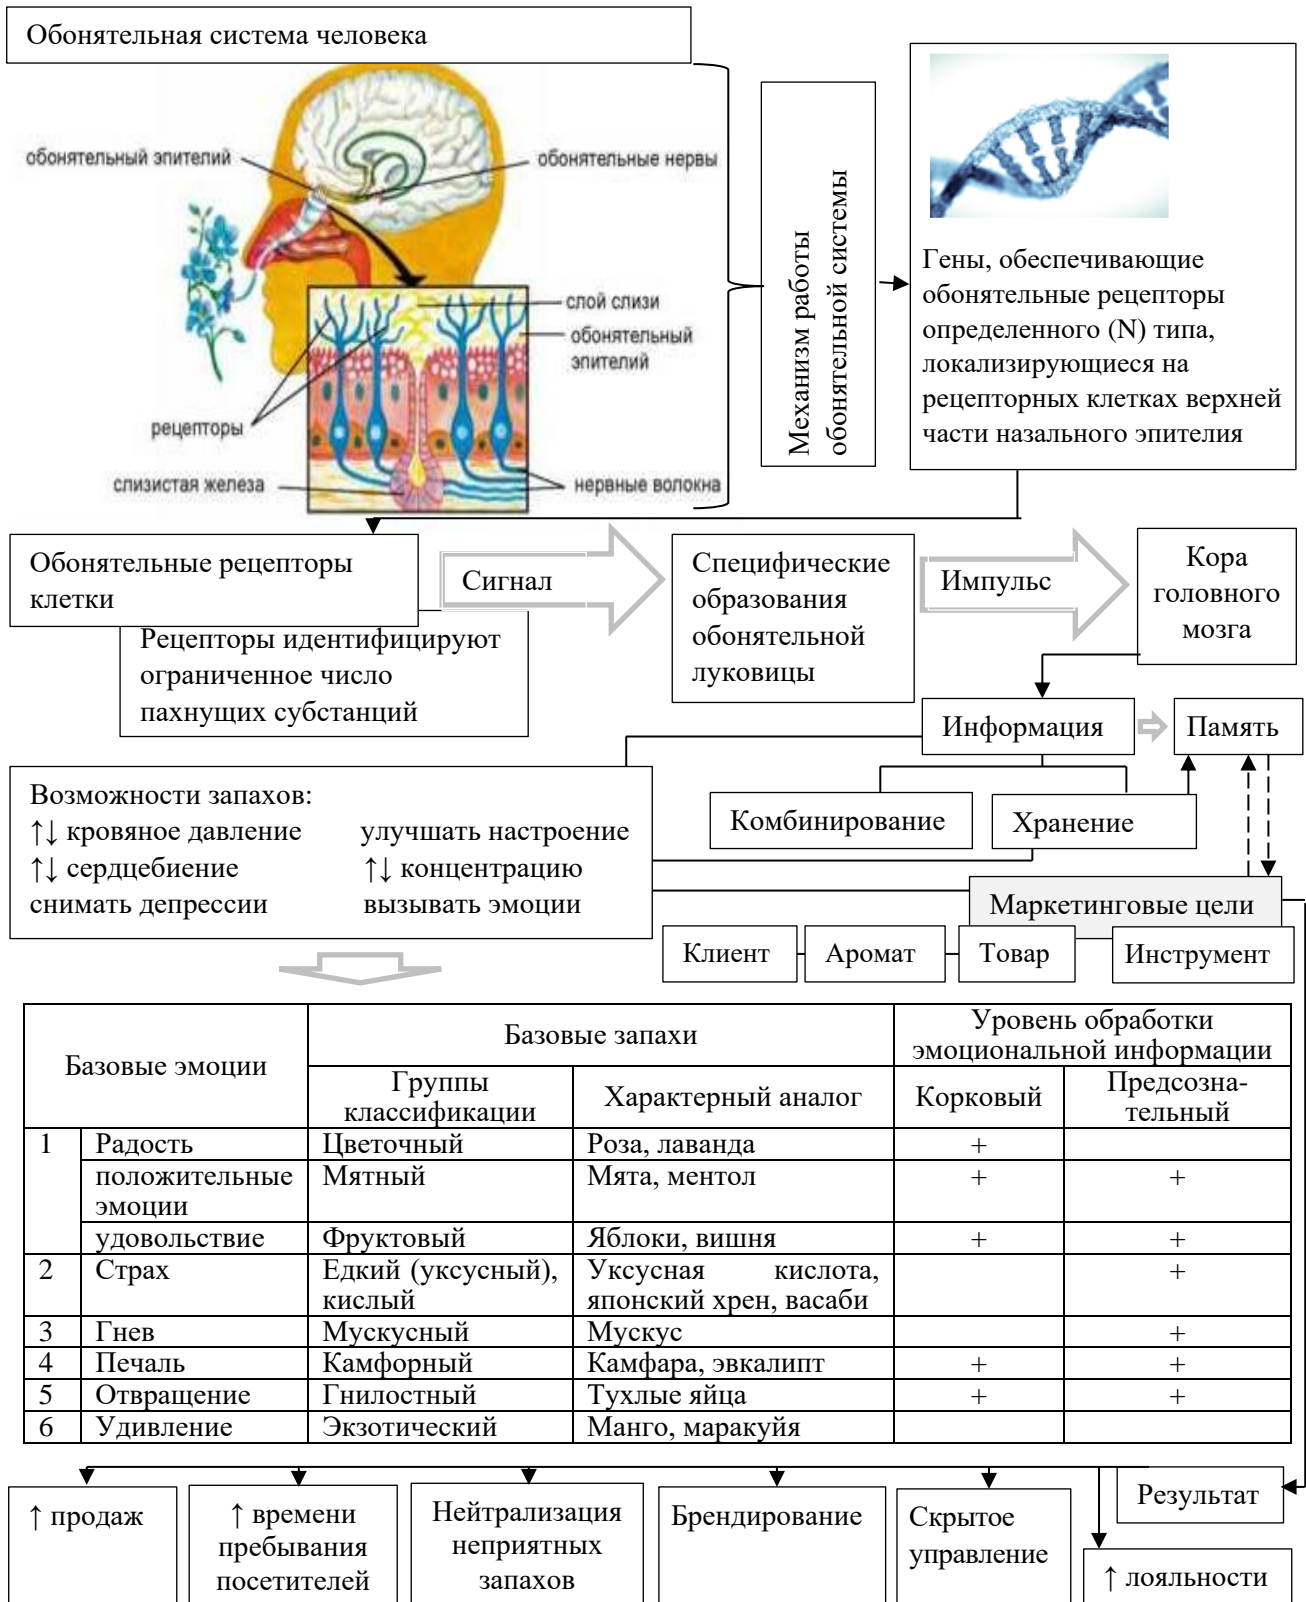 Обонятельная система человека
обонятельный эпителий
обонятельные нервы
слой слизи
обонятельный
эпителий
рецепторы
слизистая железа
нервные волокна
Механизм работы
обонятельной системы
Гены, обеспечивающие
обонятельные рецепторы
определенного (N) типа,
локализирующиеся на
рецепторных клетках верхней
части назального эпителия
Обонятельные рецепторы
клетки
Рецепторы идентифицируют
ограниченное число
пахнущих субстанций
Сигнал
Специфические
образования
обонятельной
луковицы
Импульс
Кора
головного
мозга
Информация
Память
Комбинирование
Хранение
Возможности запахов:
↑↓ кровяное давление улучшать настроение
↑↓ сердцебиение ↑↓ концентрацию
снимать депрессии вызывать эмоции
Маркетинговые цели
Клиент Аромат Товар Инструмент
Базовые эмоции
Базовые запахи
Уровень обработки
эмоциональной информации
Группы
классификации
Характерный аналог
Корковый
Предсозна-
тельный
1 Радость Цветочный Роза, лаванда +
положительные Мятный Мята, ментол + +
эмоции
удовольствие Фруктовый Яблоки, вишня + +
2 Страх Едкий (уксусный), Уксусная кислота, +
кислый японский хрен, васаби
3 Гнев Мускусный Мускус +
4 Печаль Камфорный Камфара, эвкалипт + +
5 Отвращение Гнилостный Тухлые яйца + +
6 Удивление Экзотический Манго, маракуйя
Результат
↑ продаж
↑ времени
пребывания
посетителей
Нейтрализация
неприятных
запахов
Брендирование
Скрытое
управление
↑ лояльности